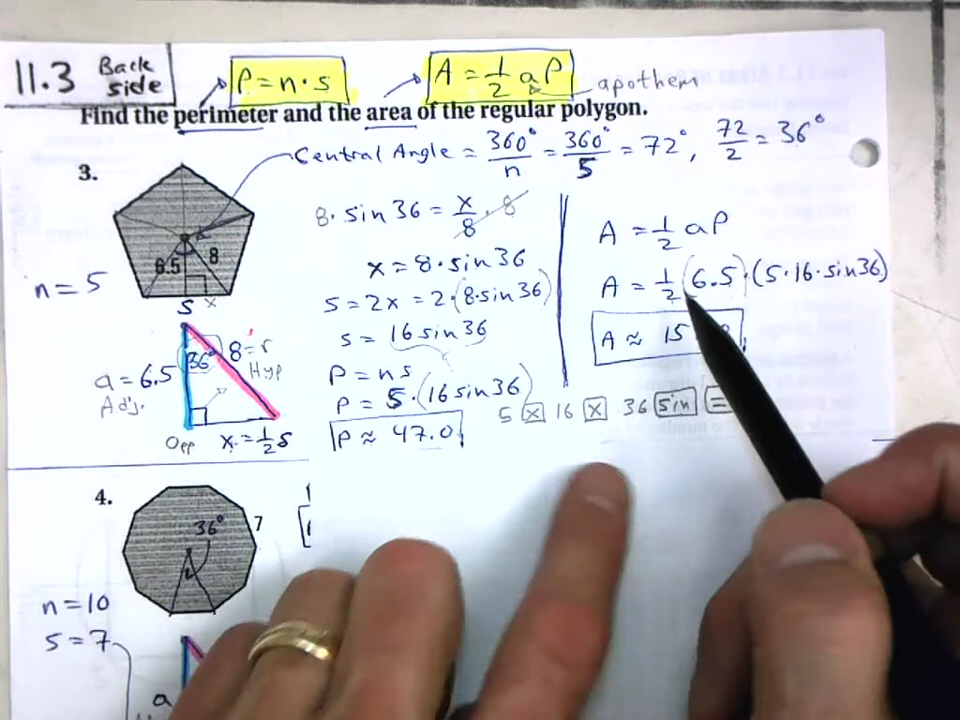 11.3 Back side
P = n · s
A = 1/2 aP
apothem
Find the perimeter and the area of the regular polygon.
Central Angle = 360°/n = 360°/5 = 72°, 72/2 = 36°
3.
6.5
8
n = 5
s
x
36°
8 = r
Hyp
a = 6.5
Adj.
Opp
x = 1/2 s
8 · sin 36 = x/8 · 8
x = 8 · sin 36
s = 2x = 2 · (8 · sin 36)
s = 16 sin 36
P = ns
P = 5 · (16 sin 36)
P ≈ 47.0
A = 1/2 aP
A = 1/2 (6.5) · (5 · 16 · sin 36)
A ≈ 15
5 × 16 × 36 sin =
4.
36°
7
n = 10
s = 7
a